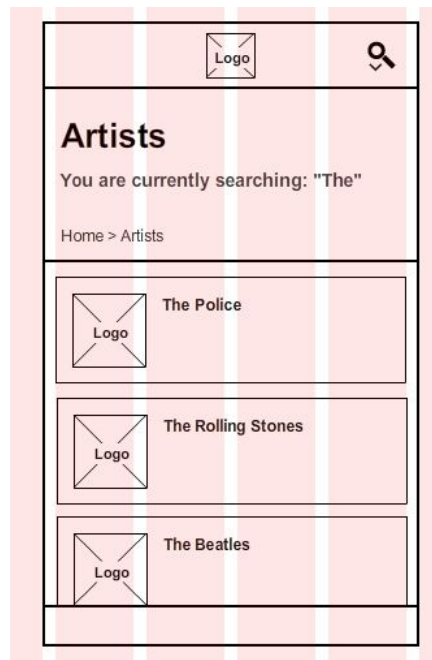 Logo
Artists
You are currently searching: "The"
Home > Artists
The Police
Logo
The Rolling Stones
Logo
The Beatles
Logo